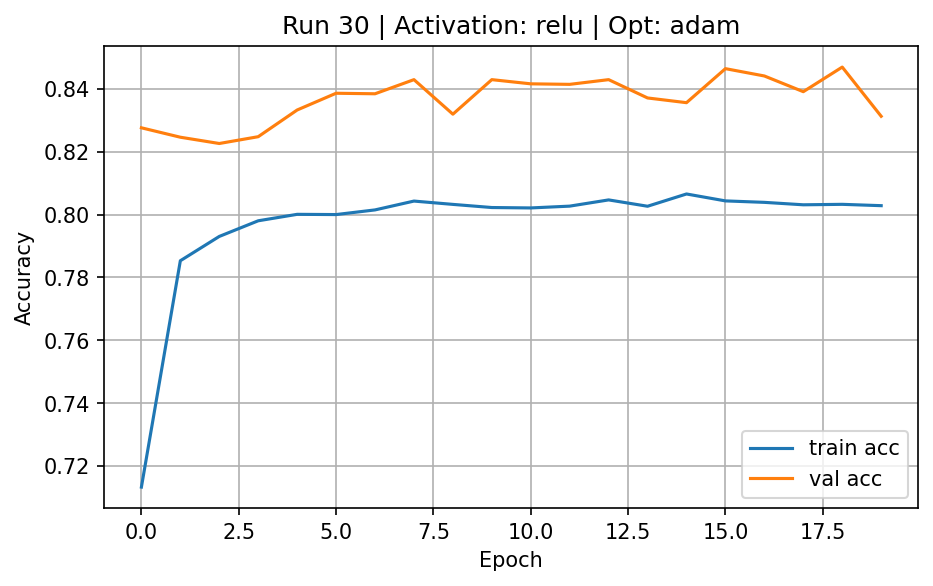 Run 30 | Activation: relu | Opt: adam
Accuracy
0.84
0.82
0.80
0.78
0.76
0.74
0.72
train acc
val acc
0.0 2.5 5.0 7.5 10.0 12.5 15.0 17.5
Epoch